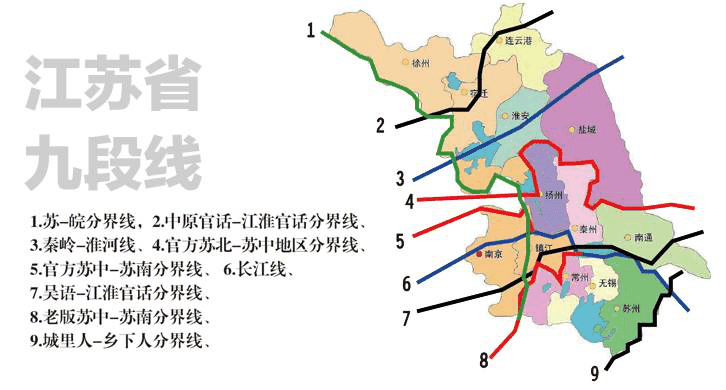 江苏省
九段线
1.苏-皖分界线，2.中原官话-江淮官话分界线、
3.秦岭-淮河线、4.官方苏北-苏中地区分界线、
5.官方苏中-苏南分界线、6.长江线、
7.吴语-江淮官话分界线、
8.老版苏中-苏南分界线、
9.城里人-乡下人分界线、
1
2
3
4
5
6
7
8
9
连云港
徐州
宿迁
淮安
盐城
扬州
泰州
南通
南京
镇江
常州
无锡
苏州